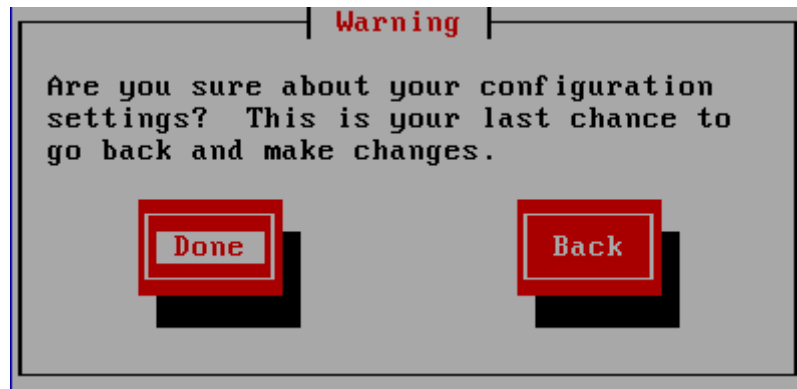 Warning
Are you sure about your configuration
settings?  This is your last chance to
go back and make changes.
Done
Back